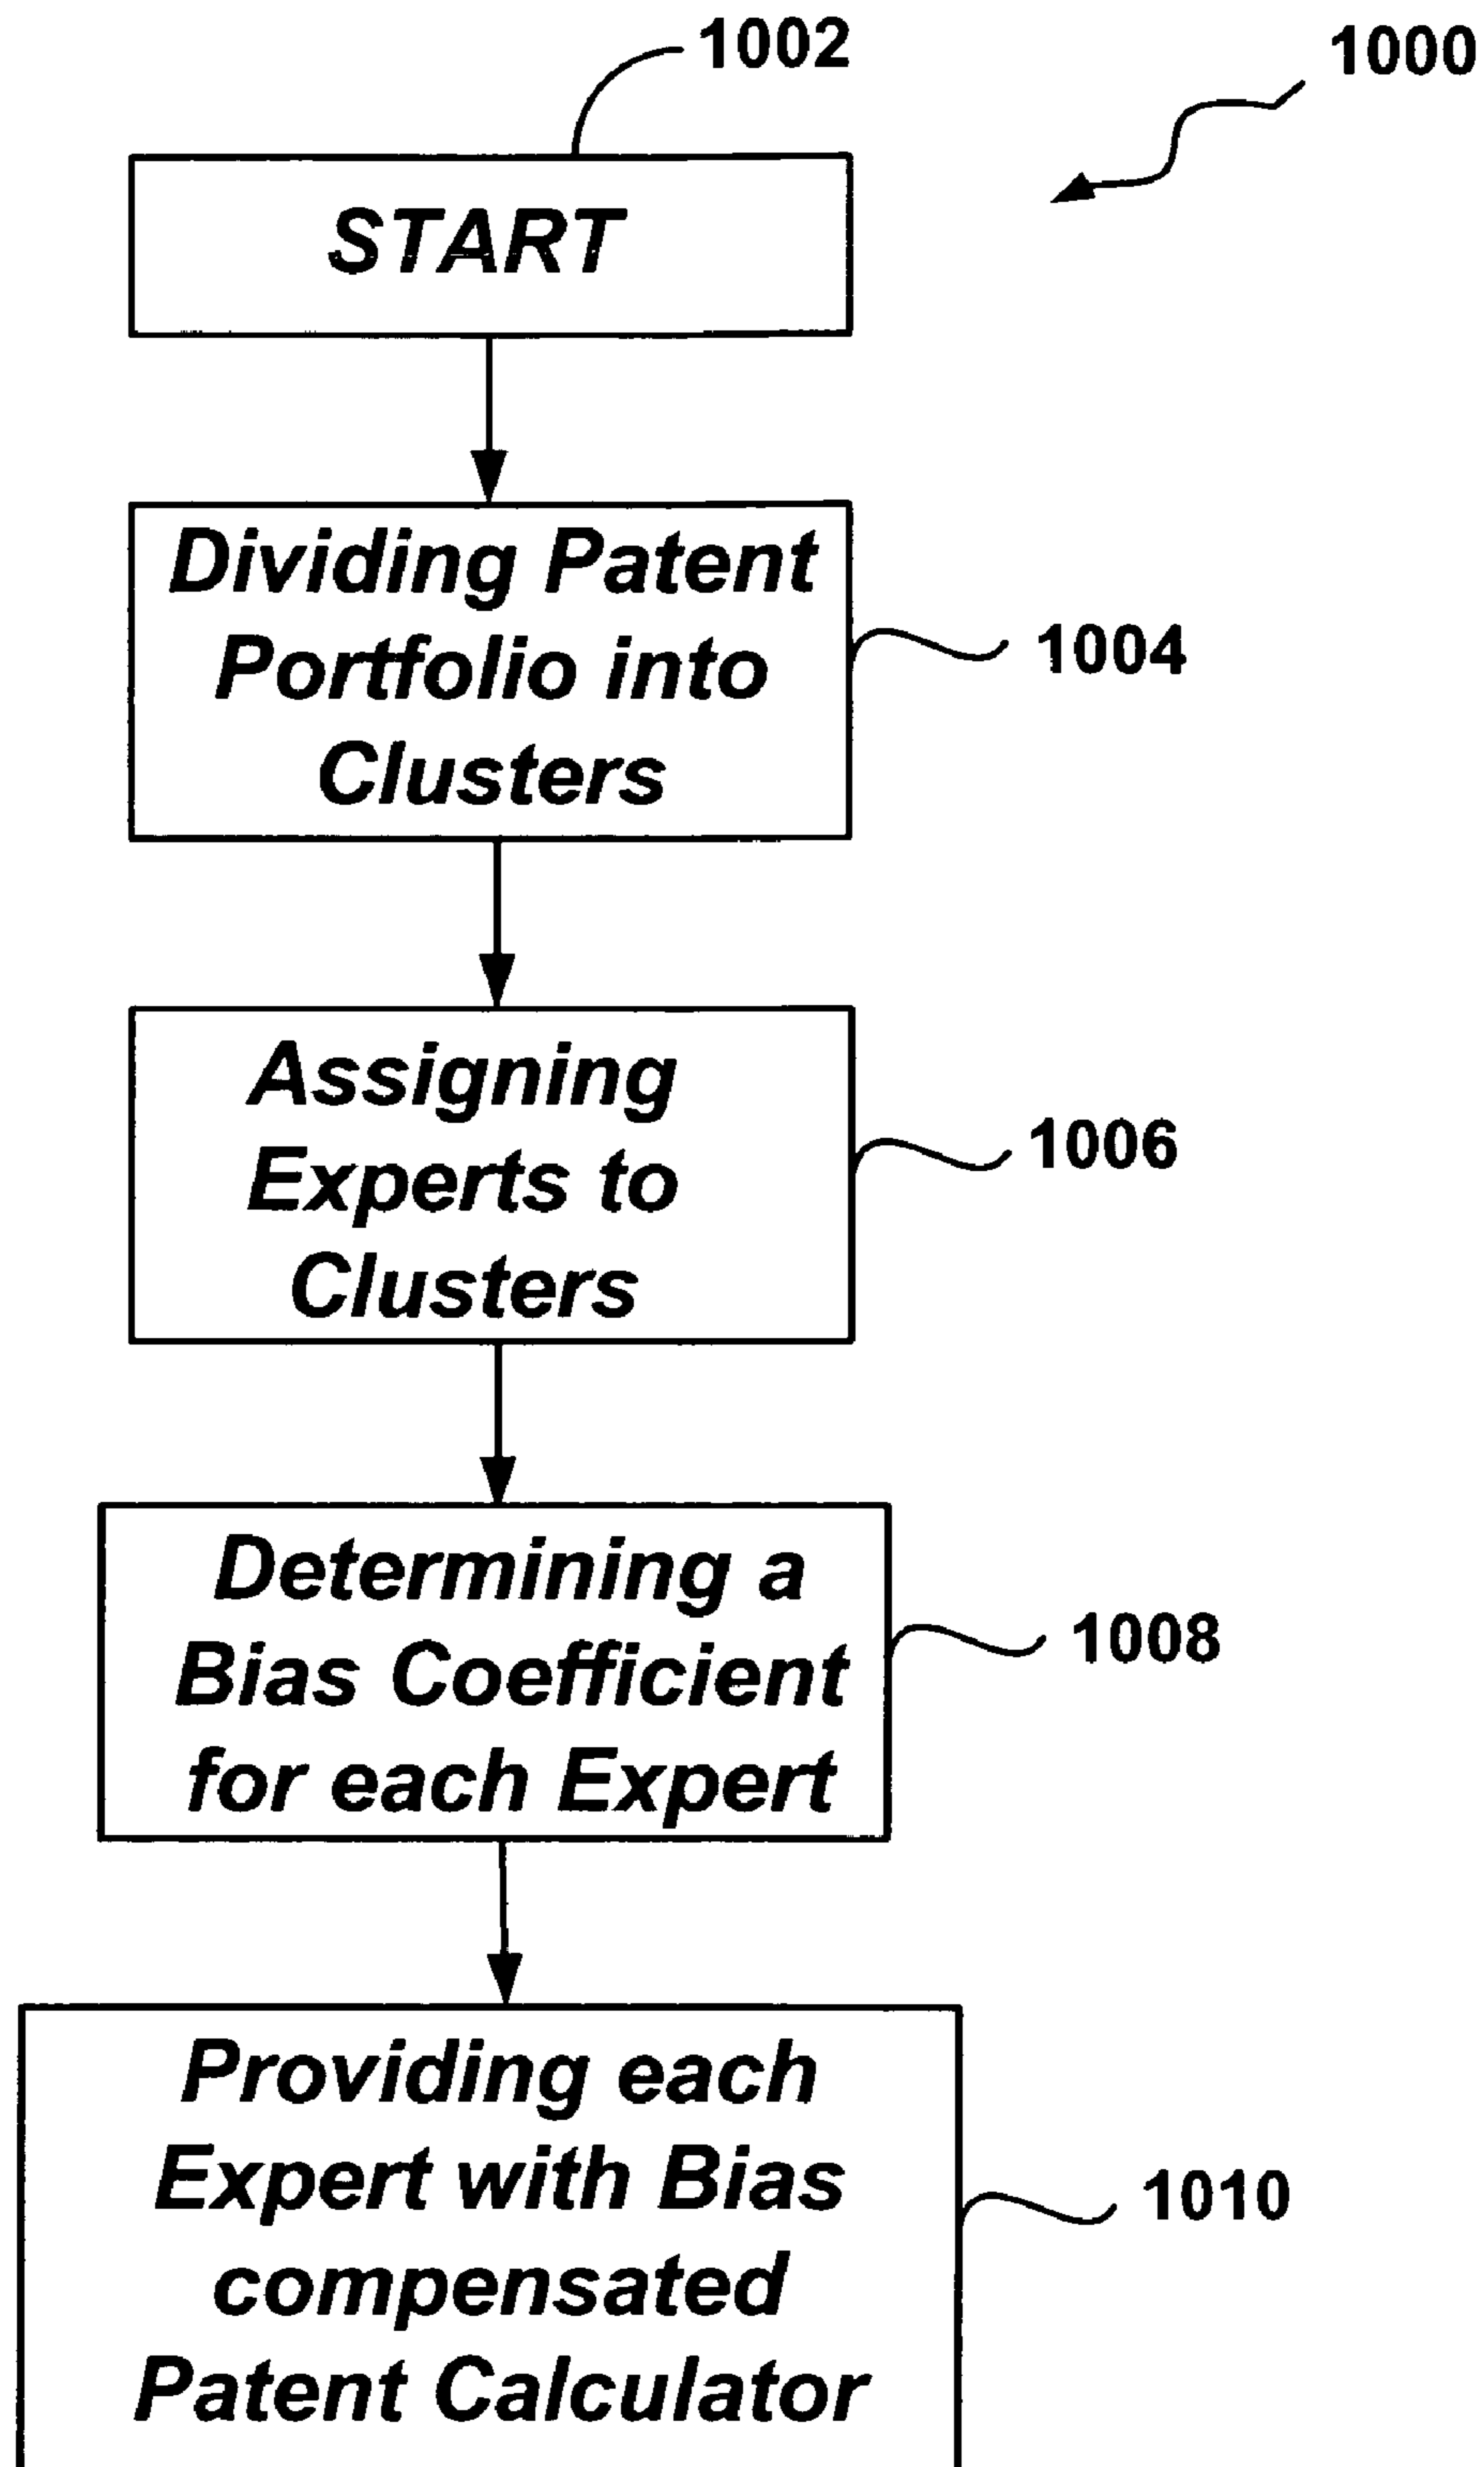 1002
1000
START
Dividing Patent
Portfolio into
Clusters
1004
Assigning
Experts to
Clusters
1006
Determining a
Bias Coefficient
for each Expert
1008
Providing each
Expert with Bias
compensated
Patent Calculator
1010